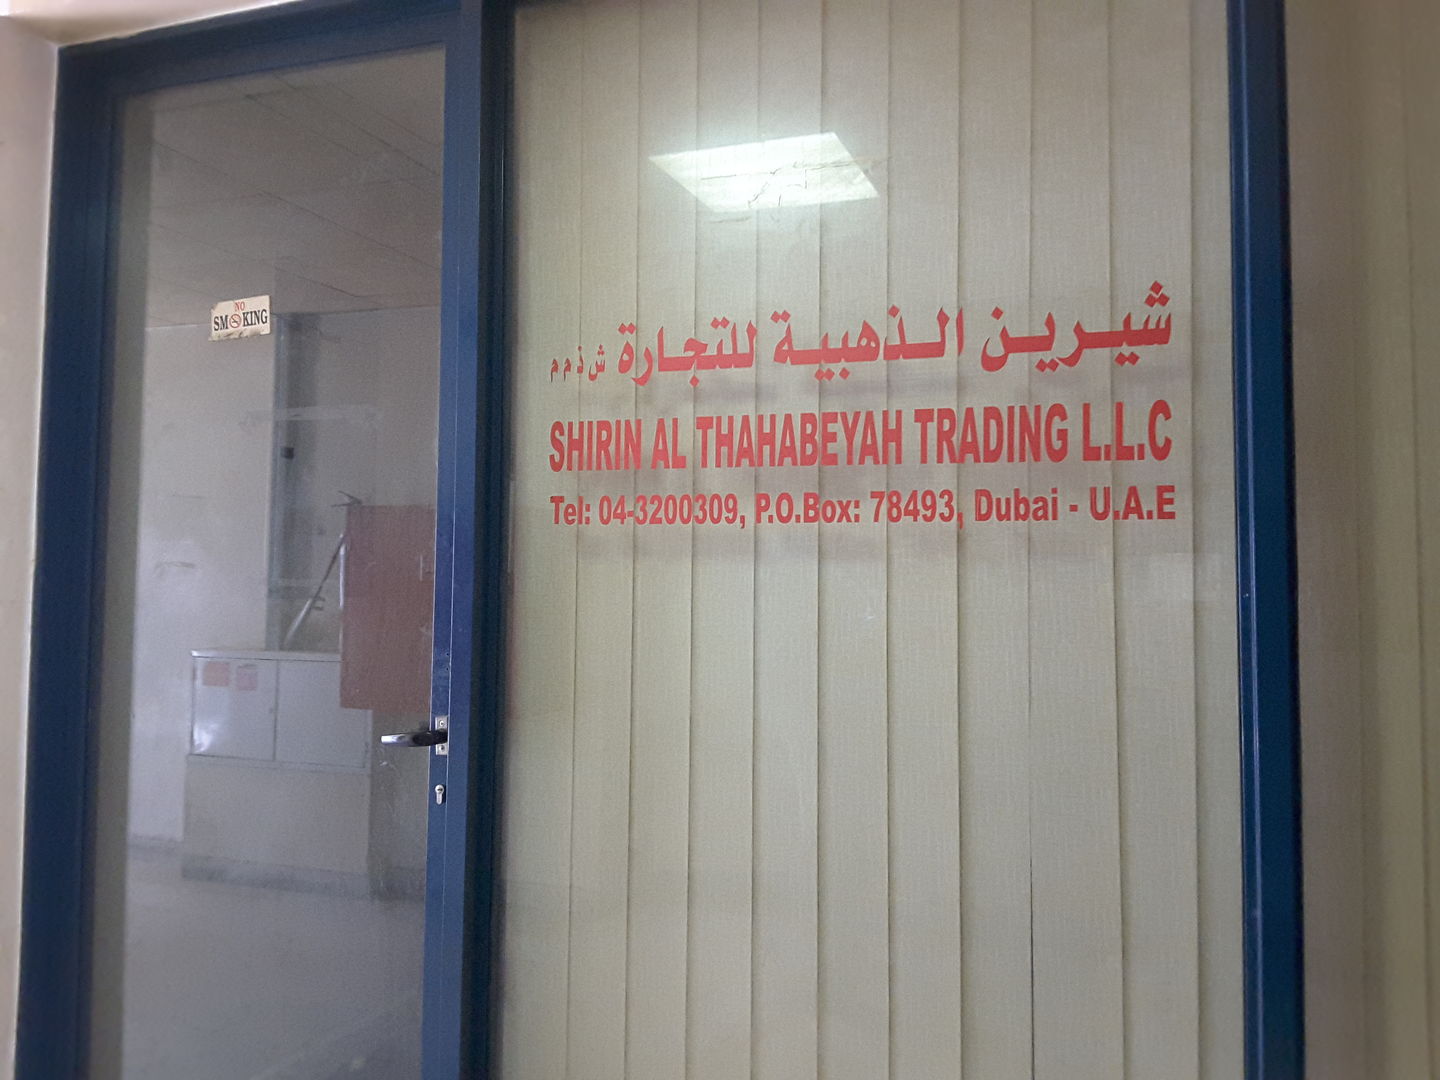 NO
SMOKING
شيرين الذهبية للتجارة ش ذ م م
SHIRIN AL THAHABEYAH TRADING L.L.C
Tel: 04-3200309, P.O.Box: 78493, Dubai - U.A.E